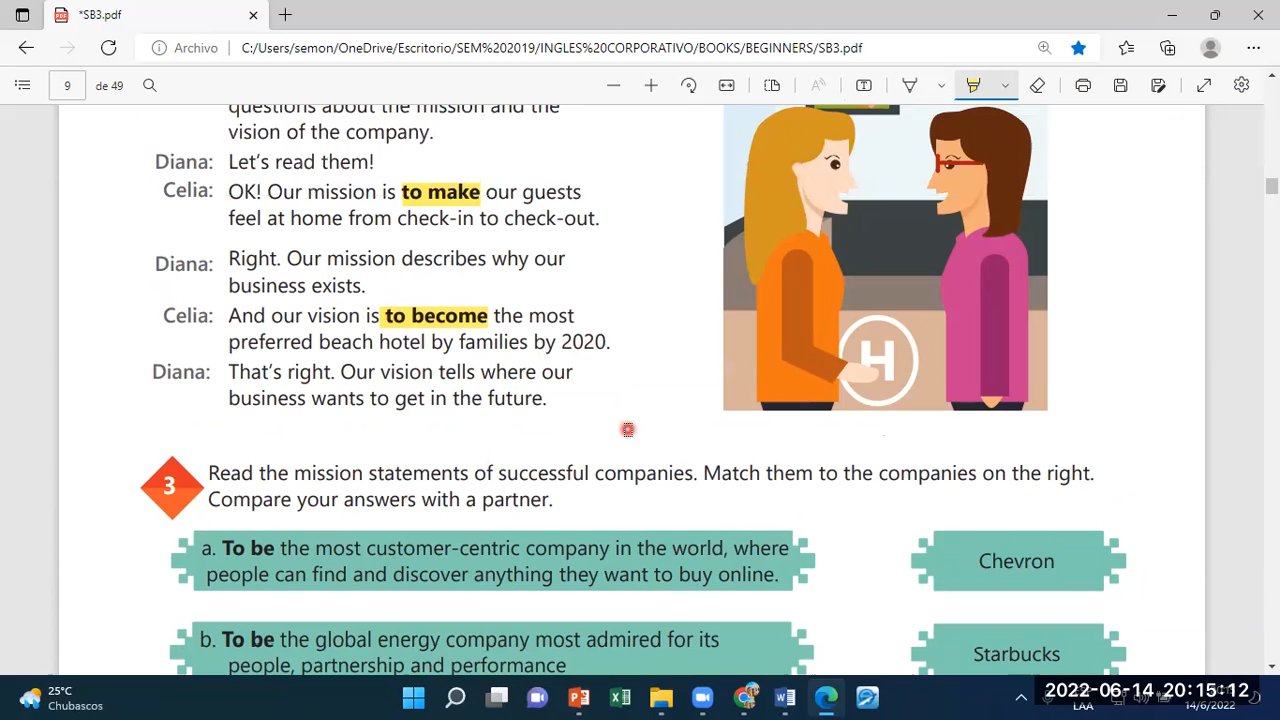 *SB3.pdf
Archivo
C:/Users/semon/OneDrive/Escritorio/SEM%202019/INGLES%20CORPORATIVO/BOOKS/BEGINNERS/SB3.pdf
9 de 49
questions about the mission and the
vision of the company.
Diana: Let's read them!
Celia: OK! Our mission is to make our guests
feel at home from check-in to check-out.
Diana: Right. Our mission describes why our
business exists.
Celia: And our vision is to become the most
preferred beach hotel by families by 2020.
Diana: That's right. Our vision tells where our
business wants to get in the future.
H
3 Read the mission statements of successful companies. Match them to the companies on the right.
Compare your answers with a partner.
a. To be the most customer-centric company in the world, where
people can find and discover anything they want to buy online.
Chevron
b. To be the global energy company most admired for its
people, partnership and performance
Starbucks
25°C
Chubascos
2022-06-14 20:15:12
LAA
14/6/2022